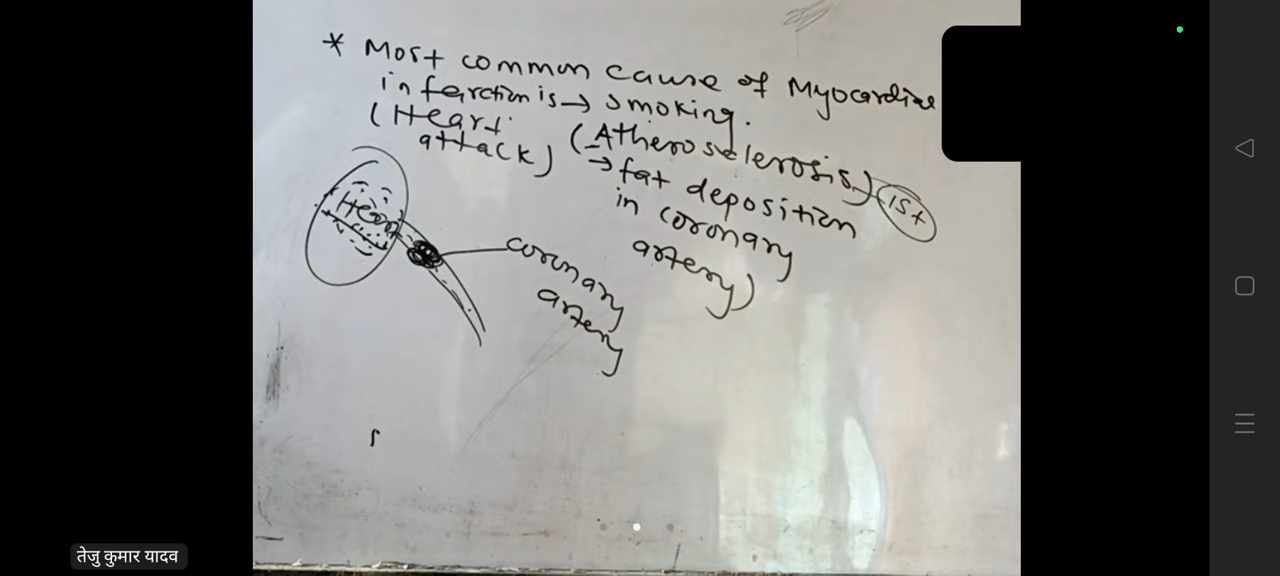 * Most common cause of Myocardial
infarction is → smoking.
(Heart attack)
(Atherosclerosis) 1st
→ fat deposition
in coronary
artery)
Heart
coronary
artery
तेजु कुमार यादव